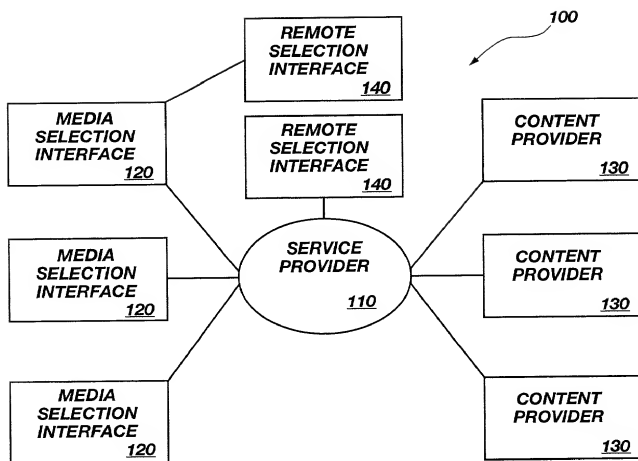 100
REMOTE
SELECTION
INTERFACE
140
MEDIA
SELECTION
INTERFACE
120
REMOTE
SELECTION
INTERFACE
140
CONTENT
PROVIDER
130
MEDIA
SELECTION
INTERFACE
120
SERVICE
PROVIDER
110
CONTENT
PROVIDER
130
MEDIA
SELECTION
INTERFACE
120
CONTENT
PROVIDER
130